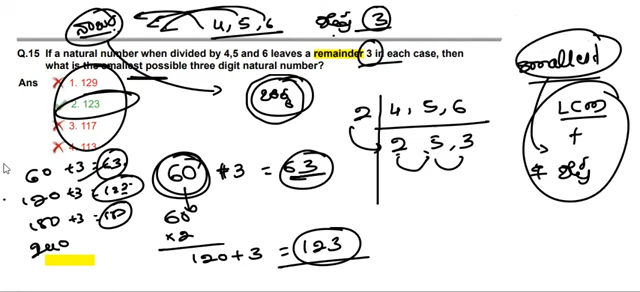 4, 5, 6 శేషం 3
Q.15 If a natural number when divided by 4,5 and 6 leaves a remainder 3 in each case, then
what is the smallest possible three digit natural number?
Ans 1. 129
2. 123
3. 117
4. 113
smallest
LCM
+
శేషం
2 4, 5, 6
2, 5, 3
60 +3 = 63
120 +3 = 123
180 +3 = 183
240
60 +3 = 63
60
×2
120+3 = 123